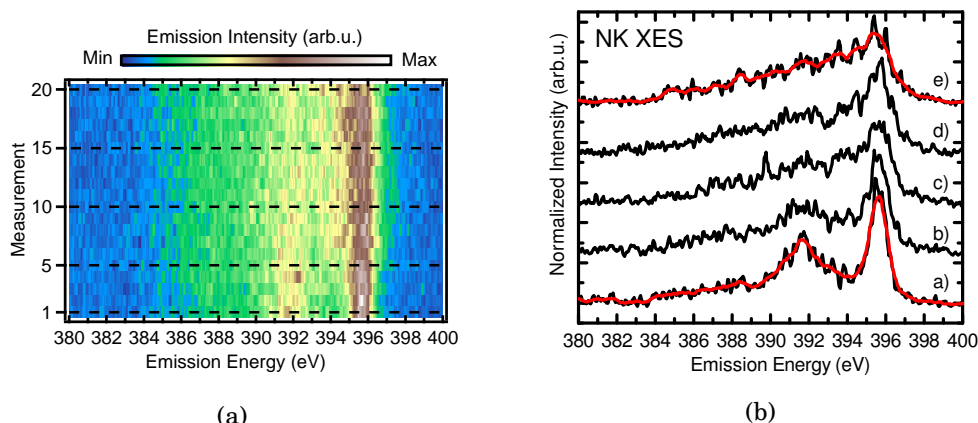 Emission Intensity (arb.u.)
Min Max
20
15
10
5
1
Measurement
380 382 384 386 388 390 392 394 396 398 400
Emission Energy (eV)
(a)
NK XES
e)
d)
c)
b)
a)
Normalized Intensity (arb.u.)
380 382 384 386 388 390 392 394 396 398 400
Emission Energy (eV)
(b)